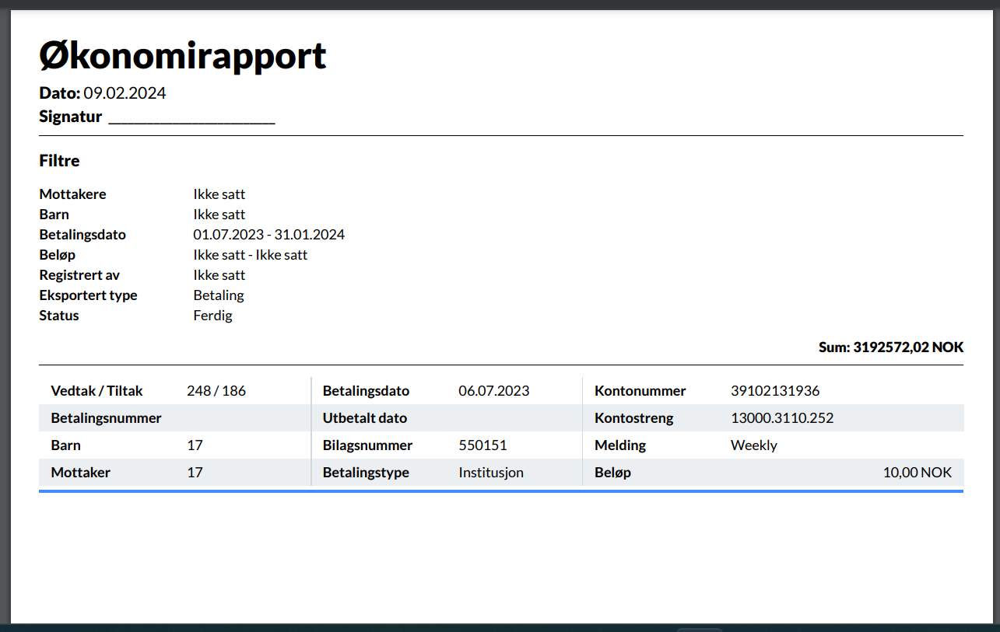 Økonomirapport
Dato: 09.02.2024
Signatur ______________________
Filtre
Mottakere Ikke satt
Barn Ikke satt
Betalingsdato 01.07.2023 - 31.01.2024
Beløp Ikke satt - Ikke satt
Registrert av Ikke satt
Eksportert type Betaling
Status Ferdig
Sum: 3192572,02 NOK
Vedtak / Tiltak 248 / 186 Betalingsdato 06.07.2023 Kontonummer 39102131936
Betalingsnummer Utbetalt dato Kontostreng 13000.3110.252
Barn 17 Bilagsnummer 550151 Melding Weekly
Mottaker 17 Betalingstype Institusjon Beløp 10,00 NOK